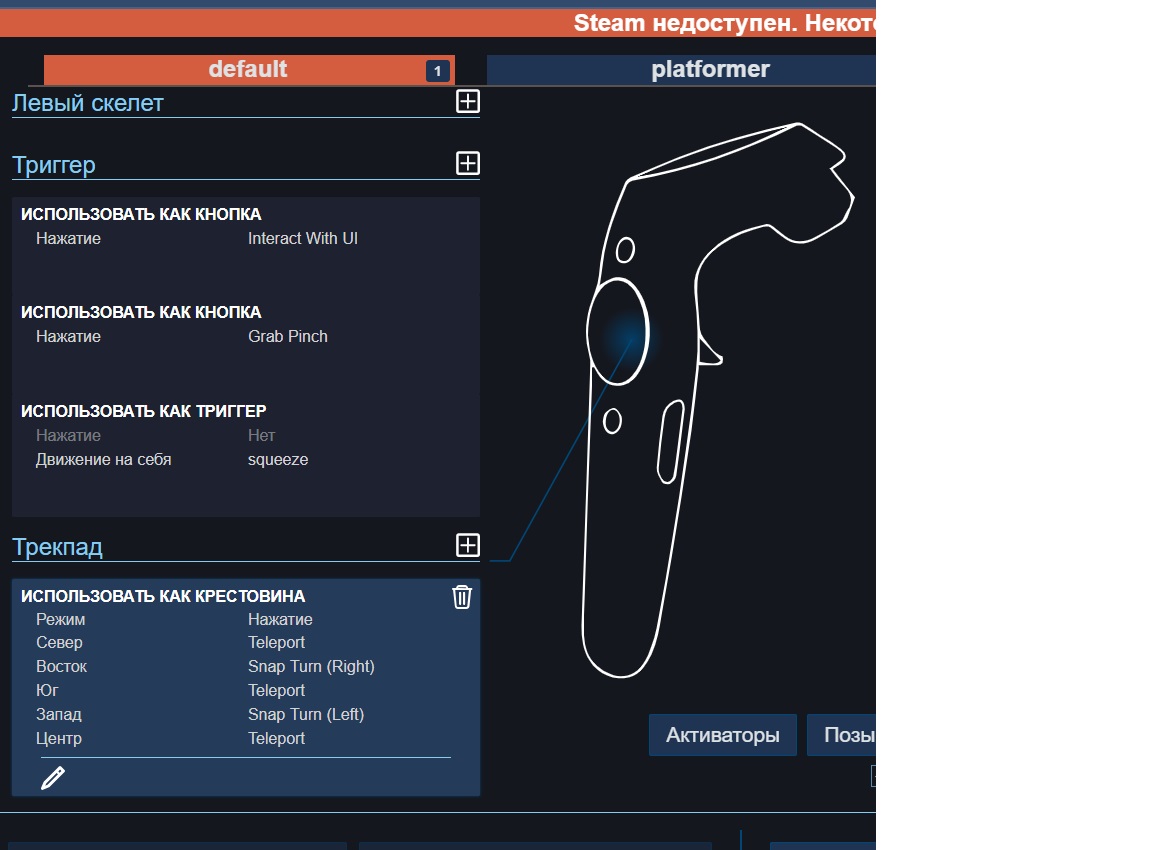 Steam недоступен.
default 1 platformer
Левый скелет
Триггер
ИСПОЛЬЗОВАТЬ КАК КНОПКА
Нажатие Interact With UI
ИСПОЛЬЗОВАТЬ КАК КНОПКА
Нажатие Grab Pinch
ИСПОЛЬЗОВАТЬ КАК ТРИГГЕР
Нажатие Нет
Движение на себя squeeze
Трекпад
ИСПОЛЬЗОВАТЬ КАК КРЕСТОВИНА
Режим Нажатие
Север Teleport
Восток Snap Turn (Right)
Юг Teleport
Запад Snap Turn (Left)
Центр Teleport
Активаторы Позы